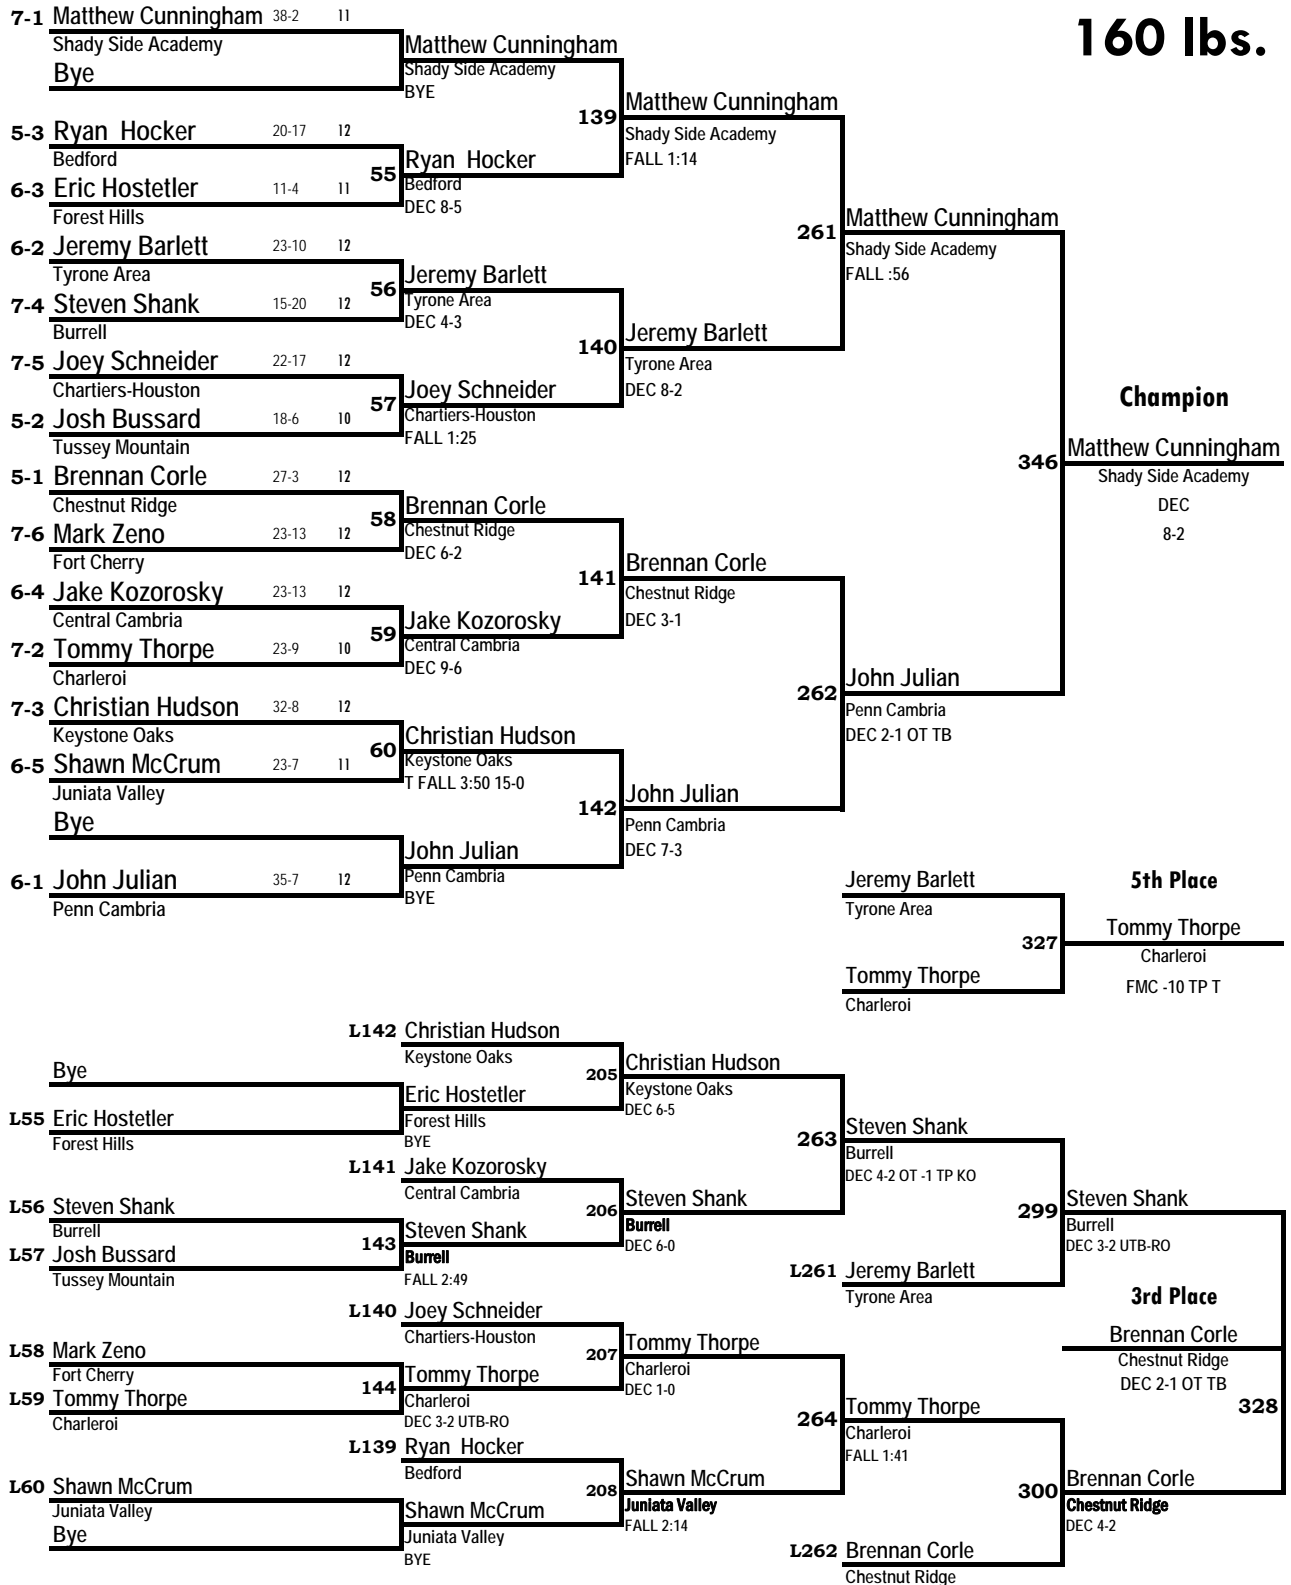 160 lbs.
7-1 Matthew Cunningham 38-2 11
Shady Side Academy
Bye
5-3 Ryan Hocker 20-17 12
Bedford
6-3 Eric Hostetler 11-4 11
Forest Hills
6-2 Jeremy Barlett 23-10 12
Tyrone Area
7-4 Steven Shank 15-20 12
Burrell
7-5 Joey Schneider 22-17 12
Chartiers-Houston
5-2 Josh Bussard 18-6 10
Tussey Mountain
5-1 Brennan Corle 27-3 12
Chestnut Ridge
7-6 Mark Zeno 23-13 12
Fort Cherry
6-4 Jake Kozorosky 23-13 12
Central Cambria
7-2 Tommy Thorpe 23-9 10
Charleroi
7-3 Christian Hudson 32-8 12
Keystone Oaks
6-5 Shawn McCrum 23-7 11
Juniata Valley
Bye
6-1 John Julian 35-7 12
Penn Cambria
Matthew Cunningham
Shady Side Academy
BYE
55
Ryan Hocker
Bedford
DEC 8-5
56
Jeremy Barlett
Tyrone Area
DEC 4-3
57
Joey Schneider
Chartiers-Houston
FALL 1:25
58
Brennan Corle
Chestnut Ridge
DEC 6-2
59
Jake Kozorosky
Central Cambria
DEC 9-6
60
Christian Hudson
Keystone Oaks
T FALL 3:50 15-0
John Julian
Penn Cambria
BYE
139
Matthew Cunningham
Shady Side Academy
FALL 1:14
140
Jeremy Barlett
Tyrone Area
DEC 8-2
141
Brennan Corle
Chestnut Ridge
DEC 3-1
142
John Julian
Penn Cambria
DEC 7-3
261
Matthew Cunningham
Shady Side Academy
FALL :56
262
John Julian
Penn Cambria
DEC 2-1 OT TB
346
Champion
Matthew Cunningham
Shady Side Academy
DEC
8-2
Jeremy Barlett
Tyrone Area
327
Tommy Thorpe
Charleroi
5th Place
Tommy Thorpe
Charleroi
FMC -10 TP T
Bye
L55 Eric Hostetler
Forest Hills
L56 Steven Shank
Burrell
L57 Josh Bussard
Tussey Mountain
L58 Mark Zeno
Fort Cherry
L59 Tommy Thorpe
Charleroi
L60 Shawn McCrum
Juniata Valley
Bye
L142 Christian Hudson
Keystone Oaks
Eric Hostetler
Forest Hills
BYE
L141 Jake Kozorosky
Central Cambria
143
Steven Shank
Burrell
FALL 2:49
L140 Joey Schneider
Chartiers-Houston
144
Tommy Thorpe
Charleroi
DEC 3-2 UTB-RO
L139 Ryan Hocker
Bedford
Shawn McCrum
Juniata Valley
BYE
205
Christian Hudson
Keystone Oaks
DEC 6-5
206
Steven Shank
Burrell
DEC 6-0
207
Tommy Thorpe
Charleroi
DEC 1-0
208
Shawn McCrum
Juniata Valley
FALL 2:14
263
Steven Shank
Burrell
DEC 4-2 OT -1 TP KO
L261 Jeremy Barlett
Tyrone Area
264
Tommy Thorpe
Charleroi
FALL 1:41
L262 Brennan Corle
Chestnut Ridge
299
Steven Shank
Burrell
DEC 3-2 UTB-RO
300
Brennan Corle
Chestnut Ridge
DEC 4-2
3rd Place
Brennan Corle
Chestnut Ridge
DEC 2-1 OT TB
328